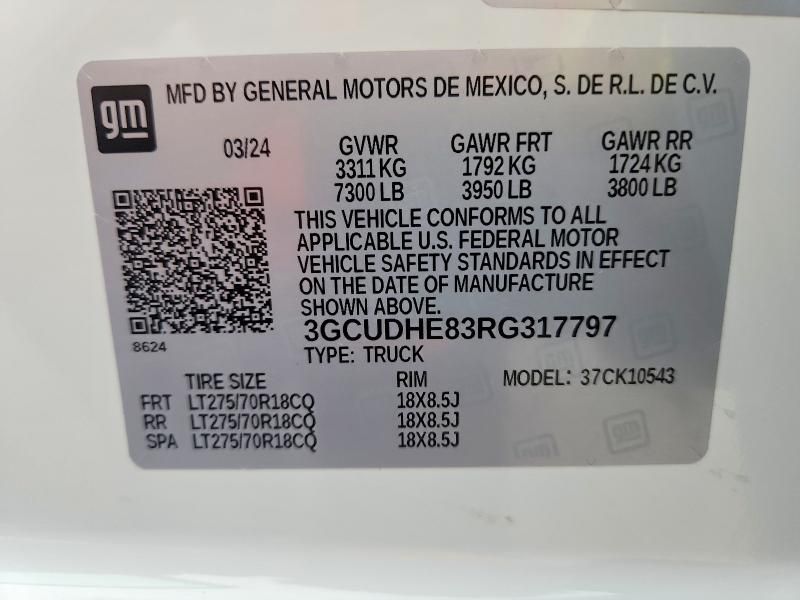 gm
MFD BY GENERAL MOTORS DE MEXICO, S. DE R.L. DE C.V.
03/24 GVWR GAWR FRT GAWR RR
3311 KG 1792 KG 1724 KG
7300 LB 3950 LB 3800 LB
THIS VEHICLE CONFORMS TO ALL
APPLICABLE U.S. FEDERAL MOTOR
VEHICLE SAFETY STANDARDS IN EFFECT
ON THE DATE OF MANUFACTURE
SHOWN ABOVE.
3GCUDHE83RG317797
8624
TYPE: TRUCK
TIRE SIZE RIM MODEL: 37CK10543
FRT LT275/70R18CQ 18X8.5J
RR LT275/70R18CQ 18X8.5J
SPA LT275/70R18CQ 18X8.5J